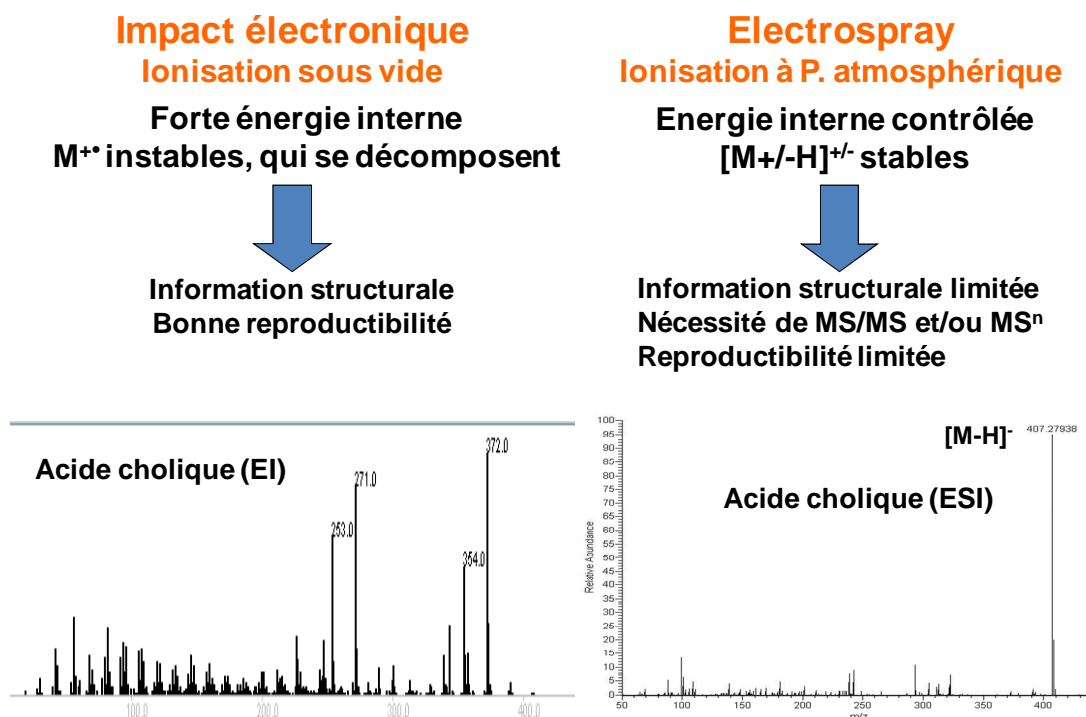 Impact électronique
Ionisation sous vide
Forte énergie interne
M⁺• instables, qui se décomposent
Information structurale
Bonne reproductibilité
Electrospray
Ionisation à P. atmosphérique
Energie interne contrôlée
[M+/-H]⁺/⁻ stables
Information structurale limitée
Nécessité de MS/MS et/ou MSⁿ
Reproductibilité limitée
Acide cholique (EI)
372.0
271.0
253.0
354.0
100.0 200.0 300.0 400.0
[M-H]⁻ 407.27938
Acide cholique (ESI)
Relative Abundance
100
95
90
85
80
75
70
65
60
55
50
45
40
35
30
25
20
15
10
5
0
50 100 150 200 250 300 350 400
m/z